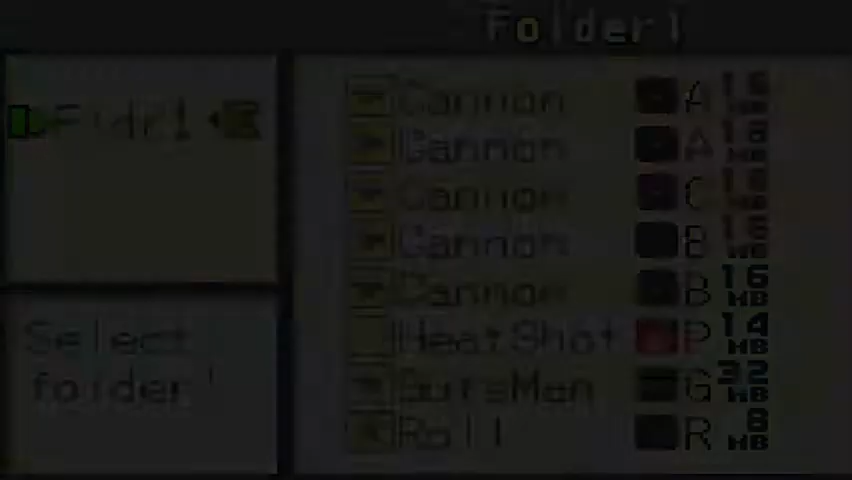 Folder1
Fldr1
Select
folder!
Cannon A 16 MB
Cannon A 16 MB
Cannon C 16 MB
Cannon B 16 MB
Cannon B 16 MB
HeatShot P 14 MB
GutsMan G 32 MB
Roll R 8 MB